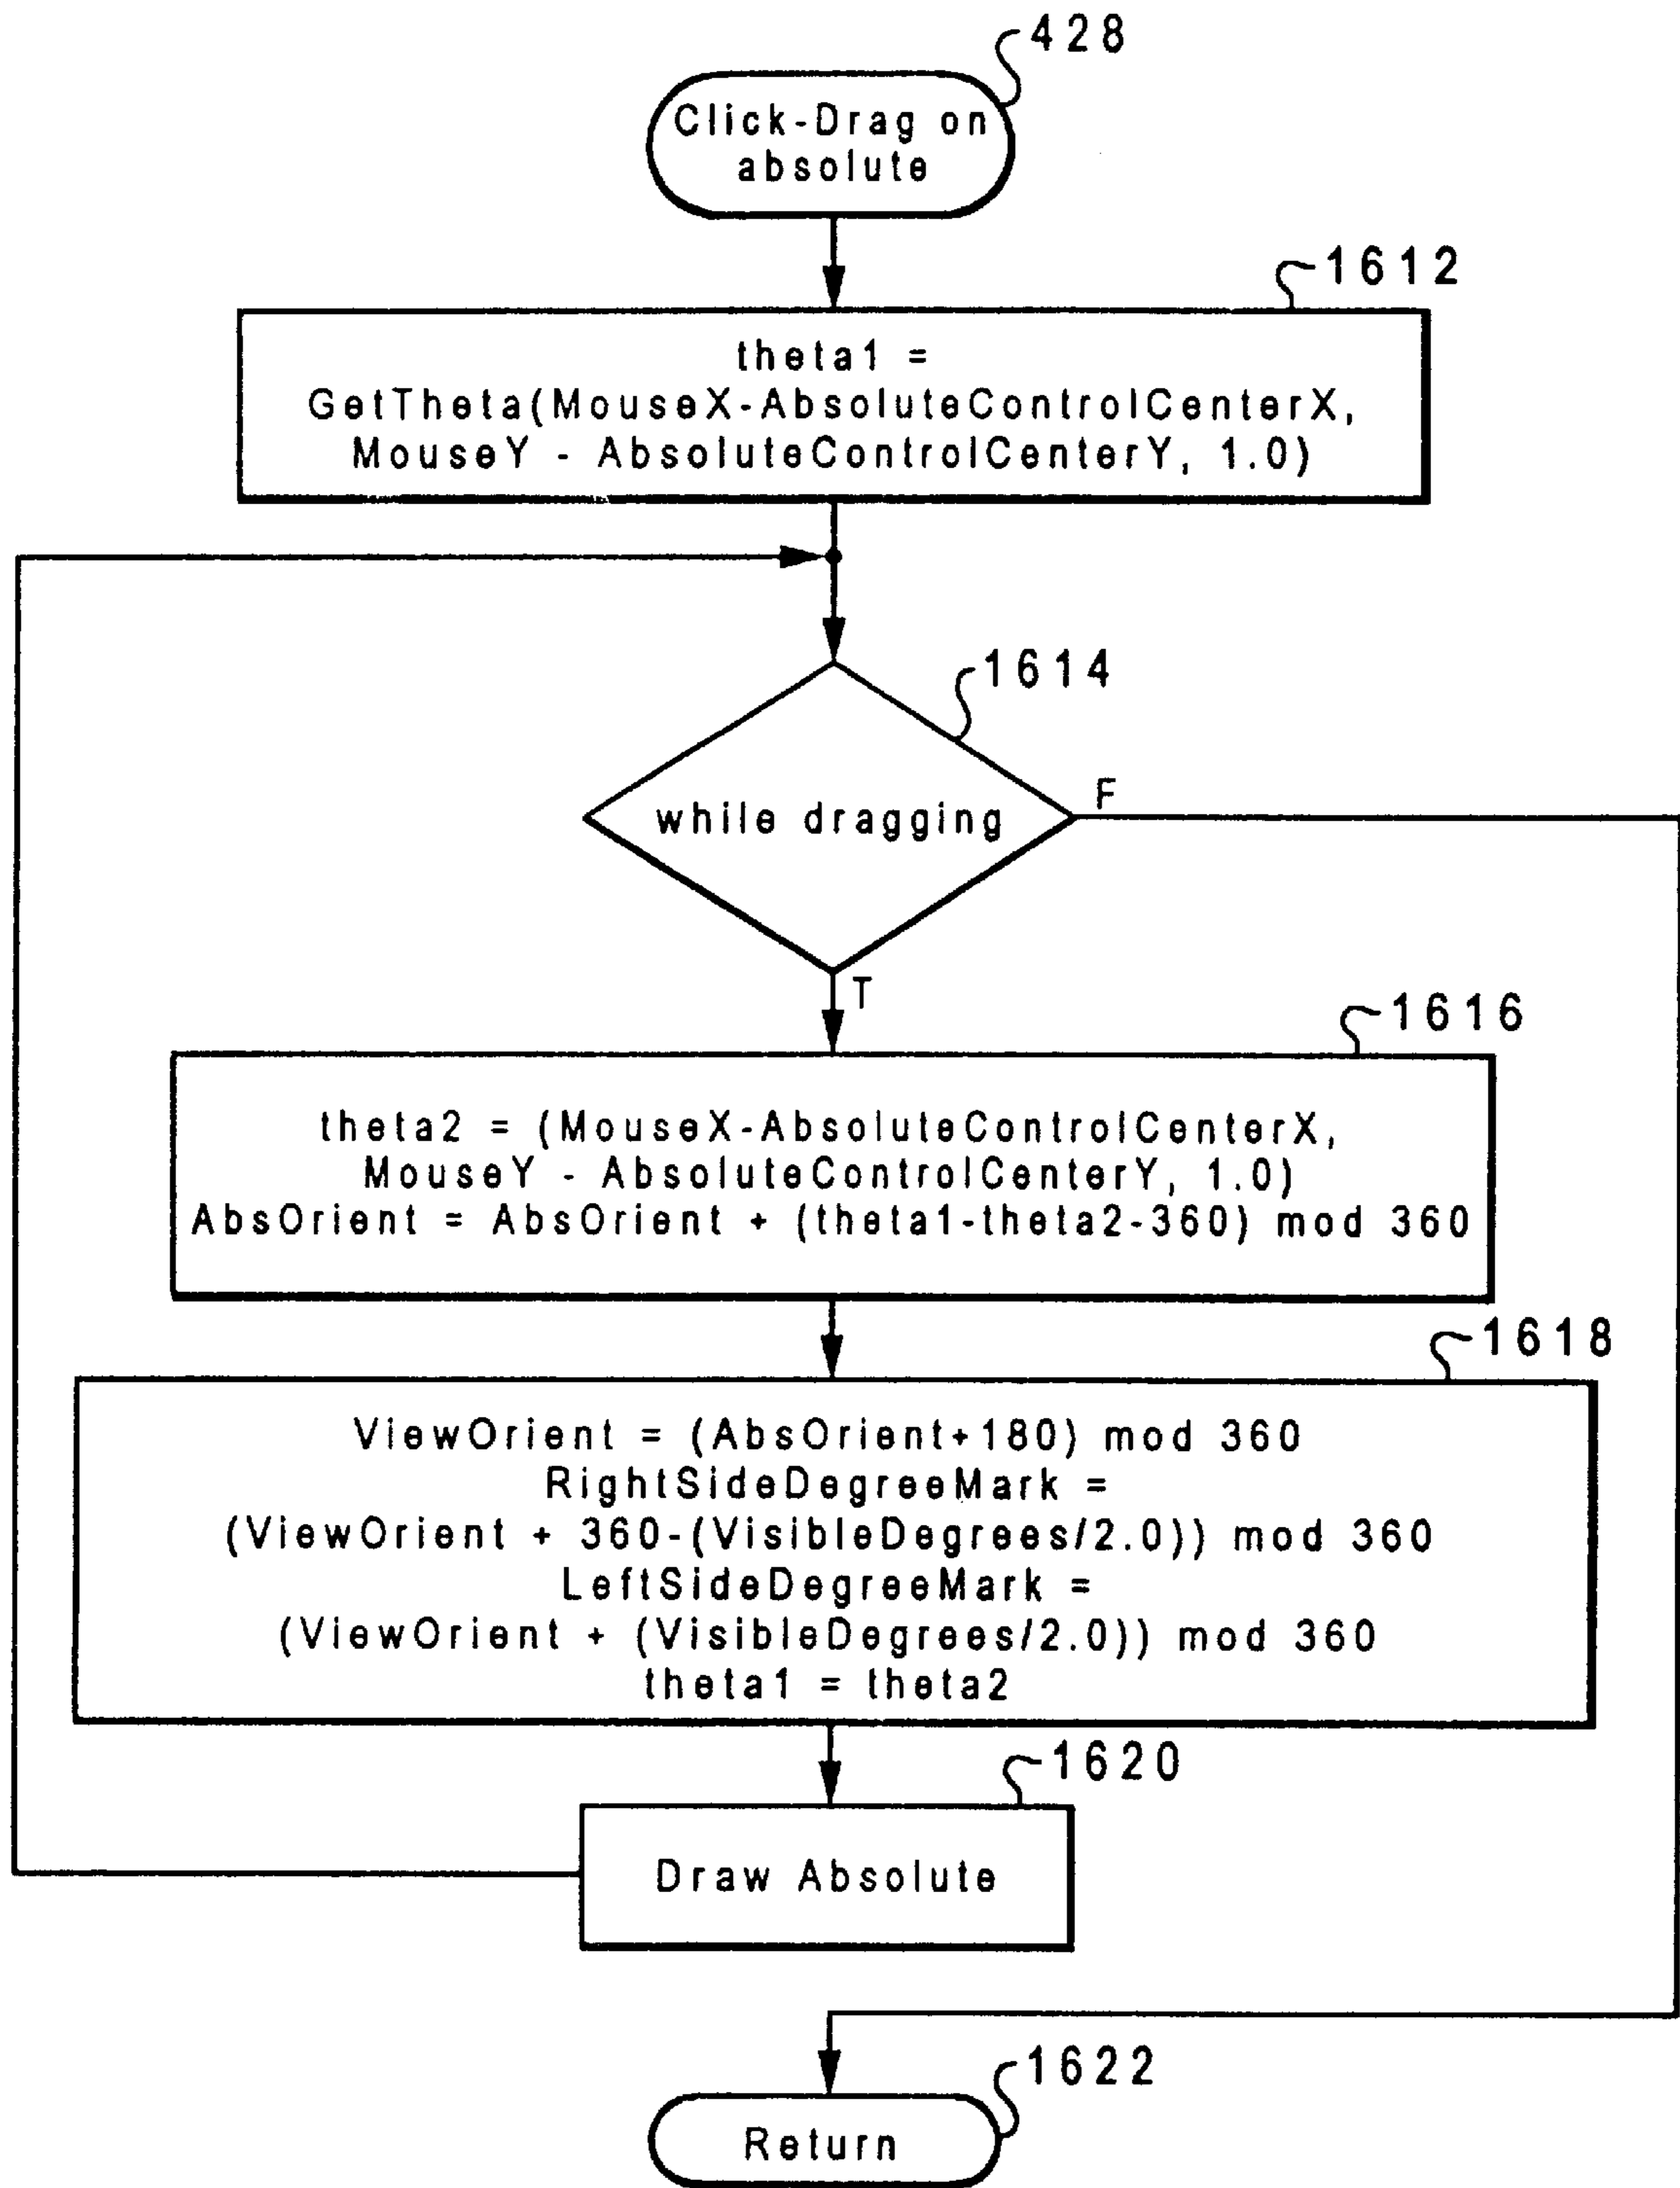 428
Click-Drag on
absolute
1612
theta1 =
GetTheta(MouseX-AbsoluteControlCenterX,
MouseY - AbsoluteControlCenterY, 1.0)
1614
while dragging
F
T
1616
theta2 = (MouseX-AbsoluteControlCenterX,
MouseY - AbsoluteControlCenterY, 1.0)
AbsOrient = AbsOrient + (theta1-theta2-360) mod 360
1618
ViewOrient = (AbsOrient+180) mod 360
RightSideDegreeMark =
(ViewOrient + 360-(VisibleDegrees/2.0)) mod 360
LeftSideDegreeMark =
(ViewOrient + (VisibleDegrees/2.0)) mod 360
theta1 = theta2
1620
Draw Absolute
1622
Return